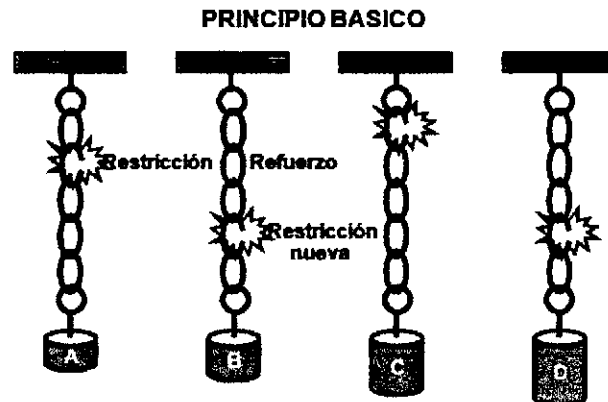 PRINCIPIO BASICO
Restricción
Refuerzo
Restricción
nueva
A
B
C
D